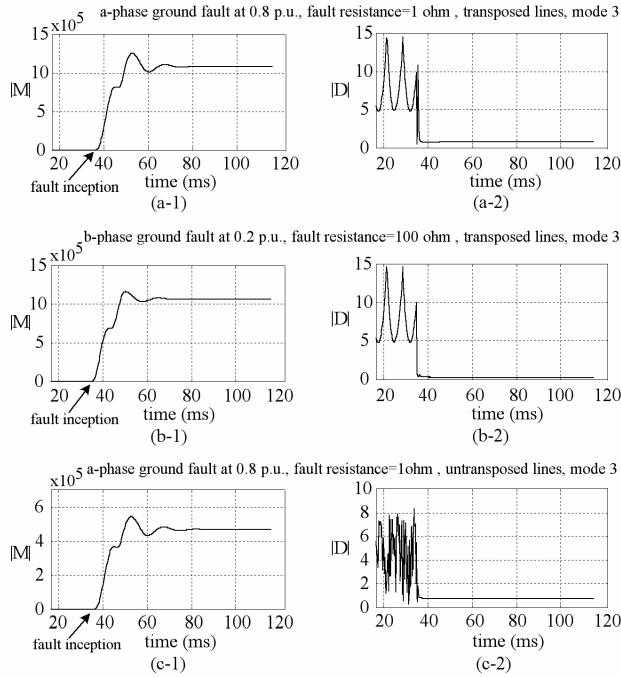 a-phase ground fault at 0.8 p.u., fault resistance=1 ohm , transposed lines, mode 3
x10^5
15
10
5
0
|M|
20 40 60 80 100 120
fault inception
time (ms)
(a-1)
15
10
5
0
|D|
20 40 60 80 100 120
time (ms)
(a-2)
b-phase ground fault at 0.2 p.u., fault resistance=100 ohm , transposed lines, mode 3
x10^5
15
10
5
0
|M|
20 40 60 80 100 120
fault inception
time (ms)
(b-1)
15
10
5
0
|D|
20 40 60 80 100 120
time (ms)
(b-2)
a-phase ground fault at 0.8 p.u., fault resistance=1ohm , untransposed lines, mode 3
x10^5
6
4
2
0
|M|
20 40 60 80 100 120
fault inception
time (ms)
(c-1)
10
8
6
4
2
0
|D|
20 40 60 80 100 120
time (ms)
(c-2)